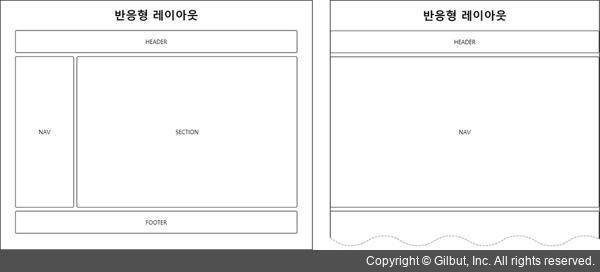 반응형 레이아웃
HEADER
NAV
SECTION
FOOTER
반응형 레이아웃
HEADER
NAV
Copyright © Gilbut, Inc. All rights reserved.